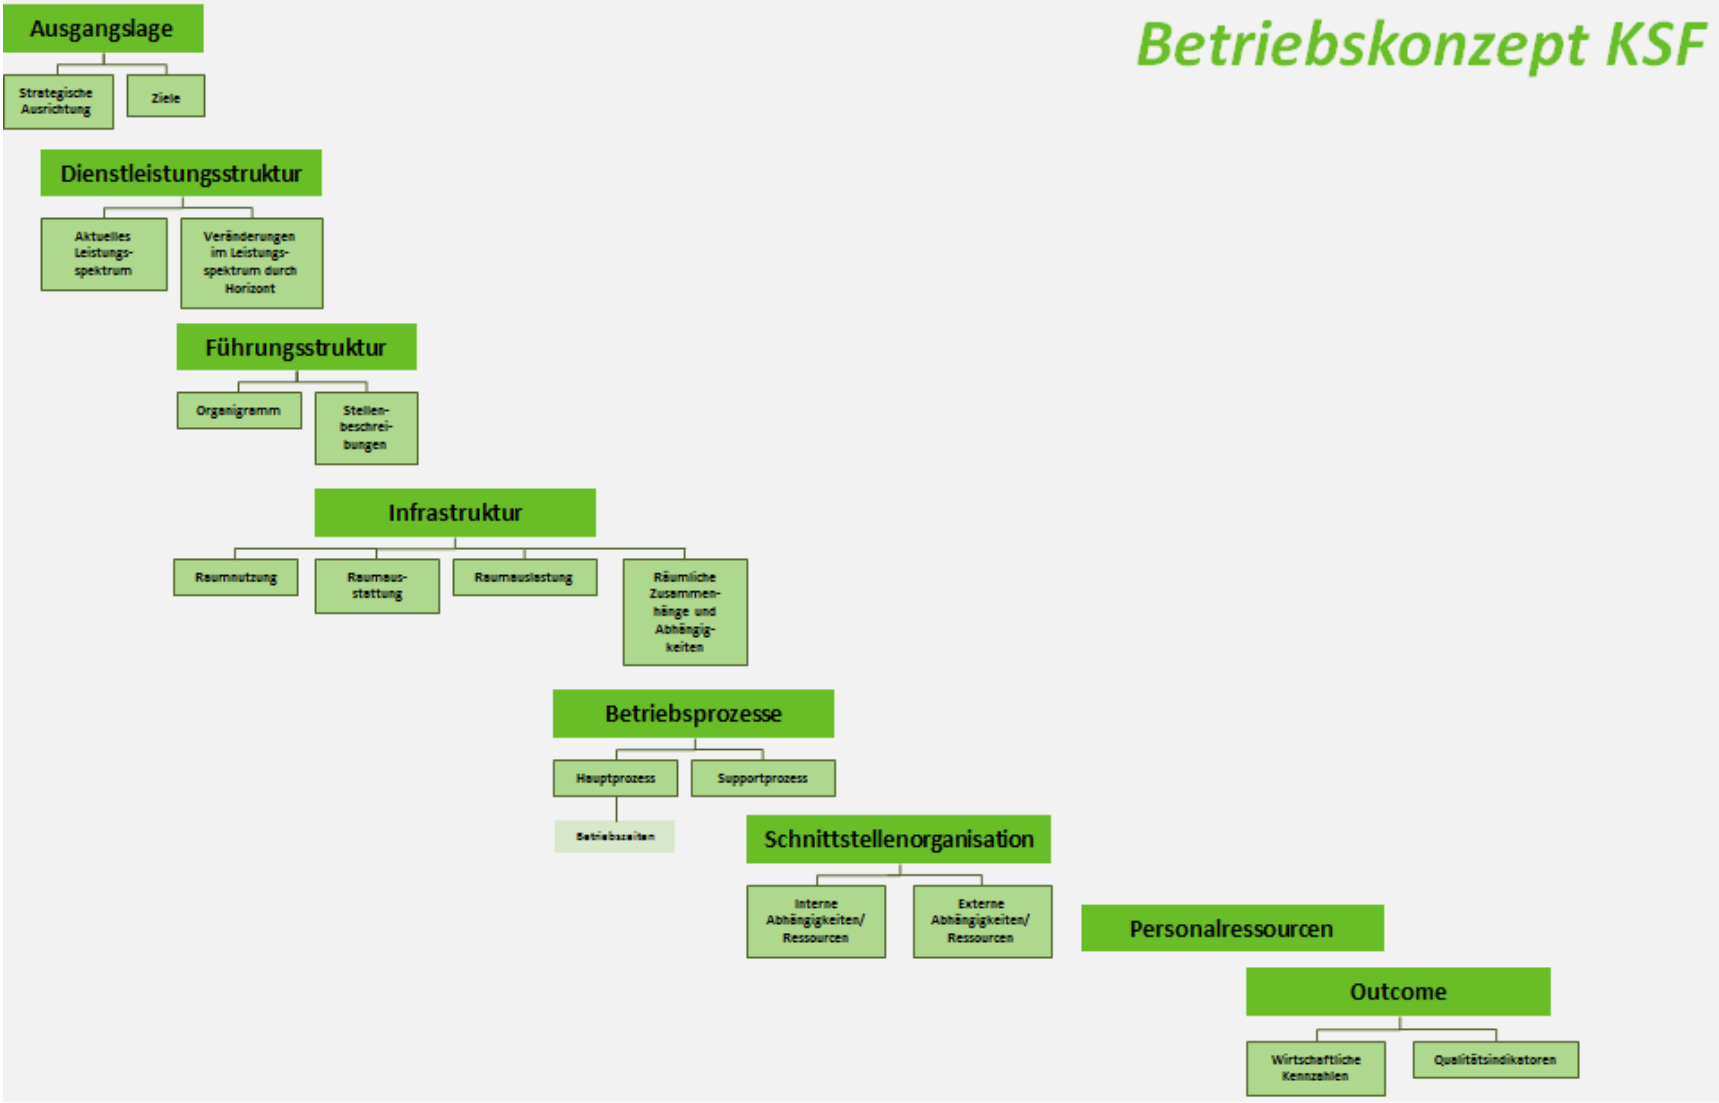 Betriebskonzept KSF
Ausgangslage
Strategische
Ausrichtung
Ziele
Dienstleistungsstruktur
Aktuelles
Leistungs-
spektrum
Veränderungen
im Leistungs-
spektrum durch
Horizont
Führungsstruktur
Organigramm
Stellen-
beschrei-
bungen
Infrastruktur
Raumnutzung
Raumaus-
stattung
Raumauslastung
Räumliche
Zusammen-
hänge und
Abhängig-
keiten
Betriebsprozesse
Hauptprozess
Supportprozess
Betriebszeiten
Schnittstellenorganisation
Interne
Abhängigkeiten/
Ressourcen
Externe
Abhängigkeiten/
Ressourcen
Personalressourcen
Outcome
Wirtschaftliche
Kennzahlen
Qualitätsindikatoren